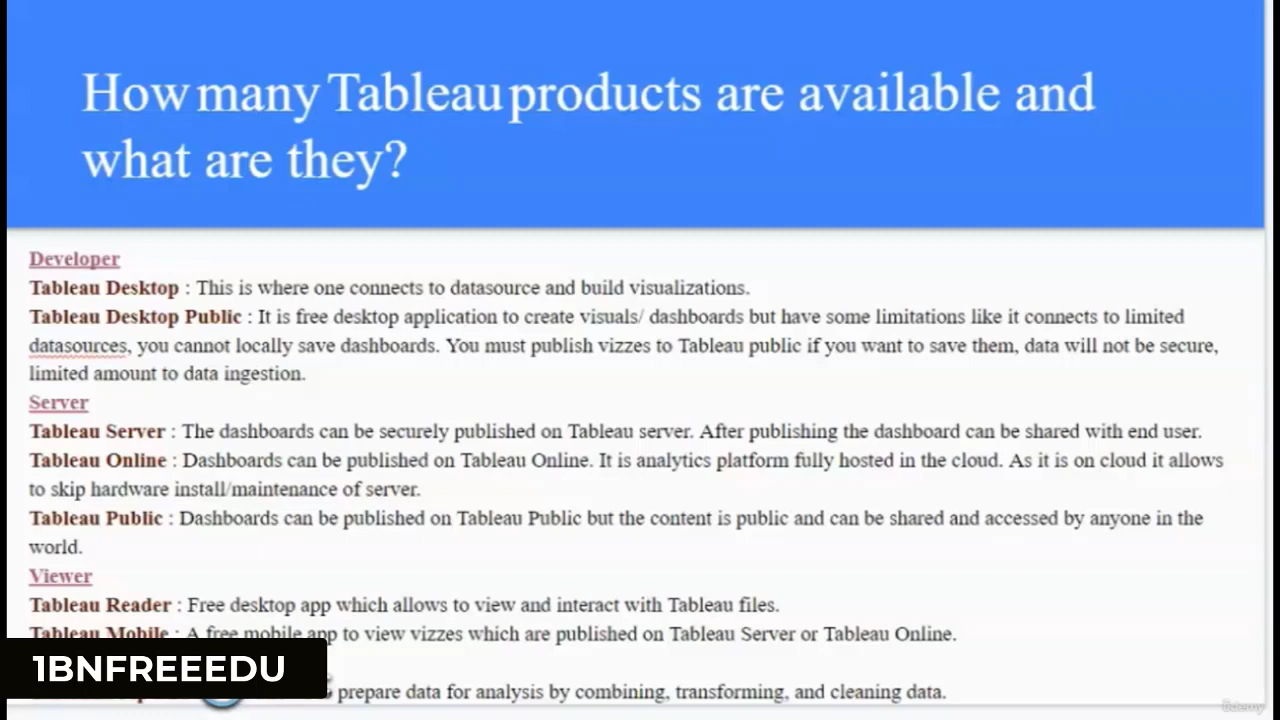 How many Tableau products are available and
what are they?
Developer
Tableau Desktop : This is where one connects to datasource and build visualizations.
Tableau Desktop Public : It is free desktop application to create visuals/ dashboards but have some limitations like it connects to limited
datasources, you cannot locally save dashboards. You must publish vizzes to Tableau public if you want to save them, data will not be secure,
limited amount to data ingestion.
Server
Tableau Server : The dashboards can be securely published on Tableau server. After publishing the dashboard can be shared with end user.
Tableau Online : Dashboards can be published on Tableau Online. It is analytics platform fully hosted in the cloud. As it is on cloud it allows
to skip hardware install/maintenance of server.
Tableau Public : Dashboards can be published on Tableau Public but the content is public and can be shared and accessed by anyone in the
world.
Viewer
Tableau Reader : Free desktop app which allows to view and interact with Tableau files.
Tableau Mobile : A free mobile app to view vizzes which are published on Tableau Server or Tableau Online.
1BNFREEEDU
prepare data for analysis by combining, transforming, and cleaning data.
udemy